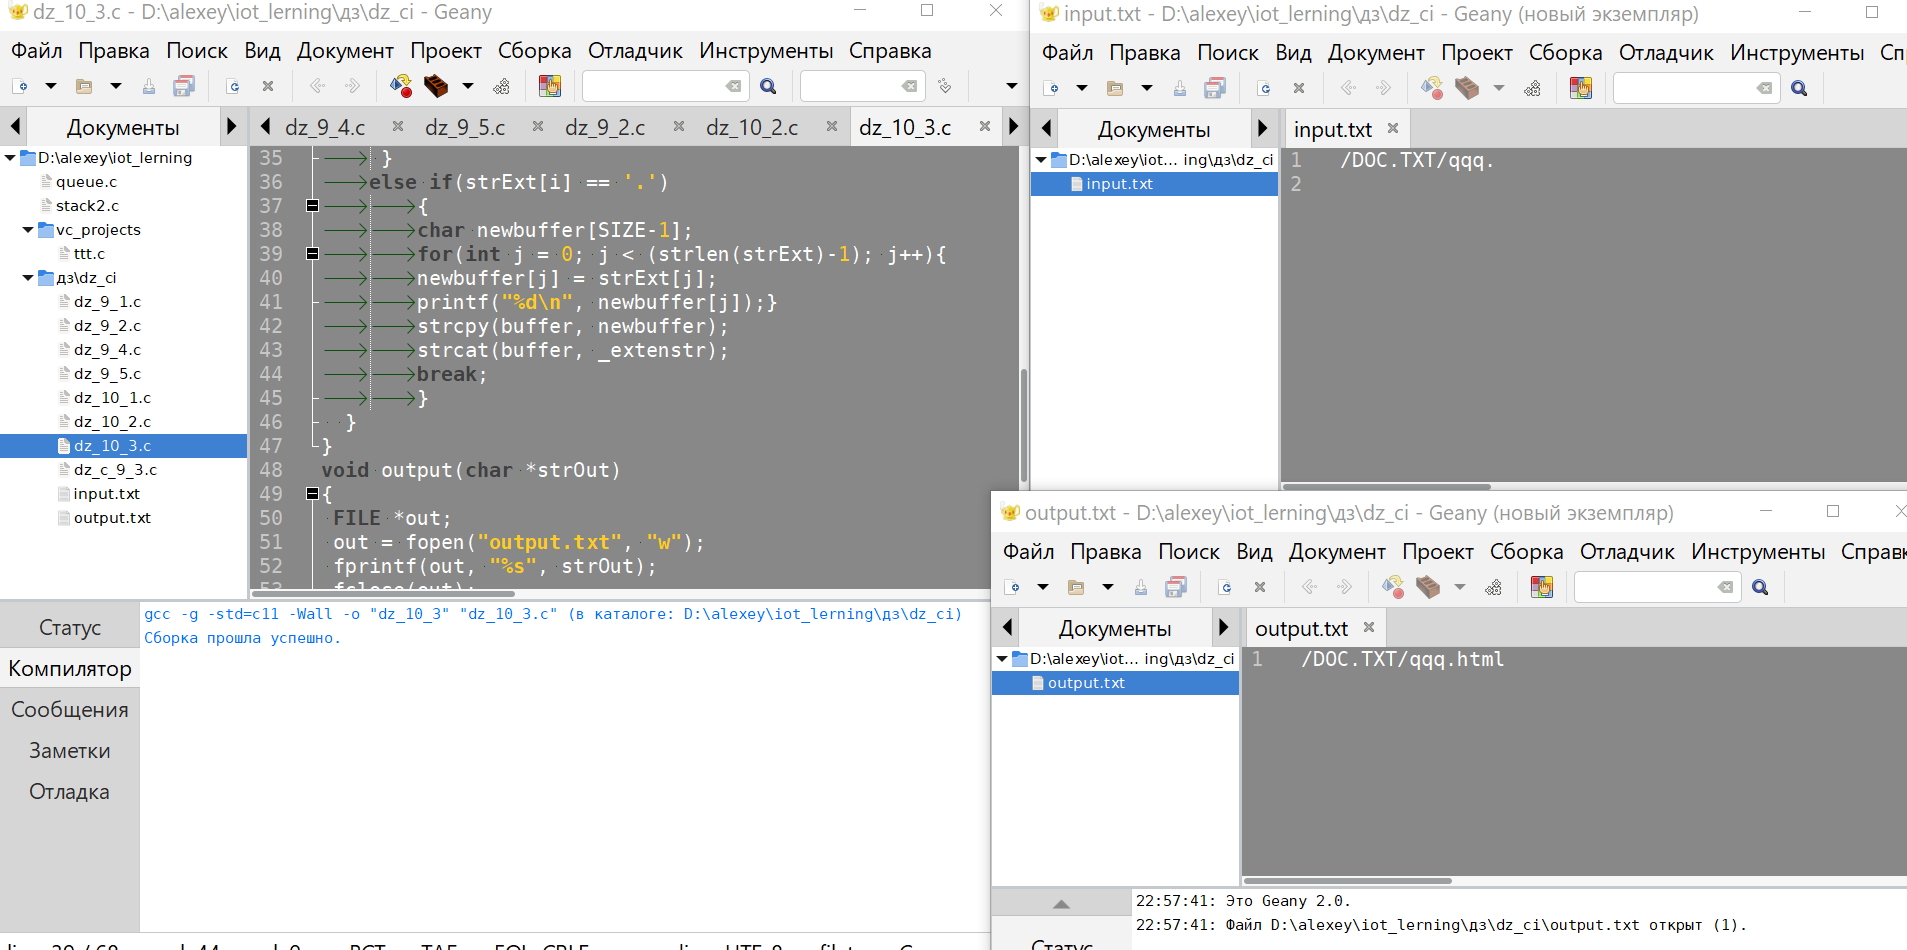 dz_10_3.c - D:\alexey\iot_lerning\дз\dz_ci - Geany
Файл Правка Поиск Вид Документ Проект Сборка Отладчик Инструменты Справка
Документы
dz_9_4.c dz_9_5.c dz_9_2.c dz_10_2.c dz_10_3.c
D:\alexey\iot_lerning
queue.c
stack2.c
vc_projects
ttt.c
дз\dz_ci
dz_9_1.c
dz_9_2.c
dz_9_4.c
dz_9_5.c
dz_10_1.c
dz_10_2.c
dz_10_3.c
dz_c_9_3.c
input.txt
output.txt
35 }
36 else if(strExt[i] == '.')
37 {
38 char newbuffer[SIZE-1];
39 for(int j = 0; j < (strlen(strExt)-1); j++){
40 newbuffer[j] = strExt[j];
41 printf("%d\n", newbuffer[j]);}
42 strcpy(buffer, newbuffer);
43 strcat(buffer, _extenstr);
44 break;
45 }
46 }
47 }
48 void output(char *strOut)
49 {
50 FILE *out;
51 out = fopen("output.txt", "w");
52 fprintf(out, "%s", strOut);
53 fclose(out);
Статус
Компилятор
Сообщения
Заметки
Отладка
gcc -g -std=c11 -Wall -o "dz_10_3" "dz_10_3.c" (в каталоге: D:\alexey\iot_lerning\дз\dz_ci)
Сборка прошла успешно.
input.txt - D:\alexey\iot_lerning\дз\dz_ci - Geany (новый экземпляр)
Файл Правка Поиск Вид Документ Проект Сборка Отладчик Инструменты Сп
Документы
input.txt
D:\alexey\iot... ing\дз\dz_ci
input.txt
1 /DOC.TXT/qqq.
2
output.txt - D:\alexey\iot_lerning\дз\dz_ci - Geany (новый экземпляр)
Файл Правка Поиск Вид Документ Проект Сборка Отладчик Инструменты Справк
Документы
output.txt
D:\alexey\iot... ing\дз\dz_ci
output.txt
1 /DOC.TXT/qqq.html
22:57:41: Это Geany 2.0.
22:57:41: Файл D:\alexey\iot_lerning\дз\dz_ci\output.txt открыт (1).
Статус